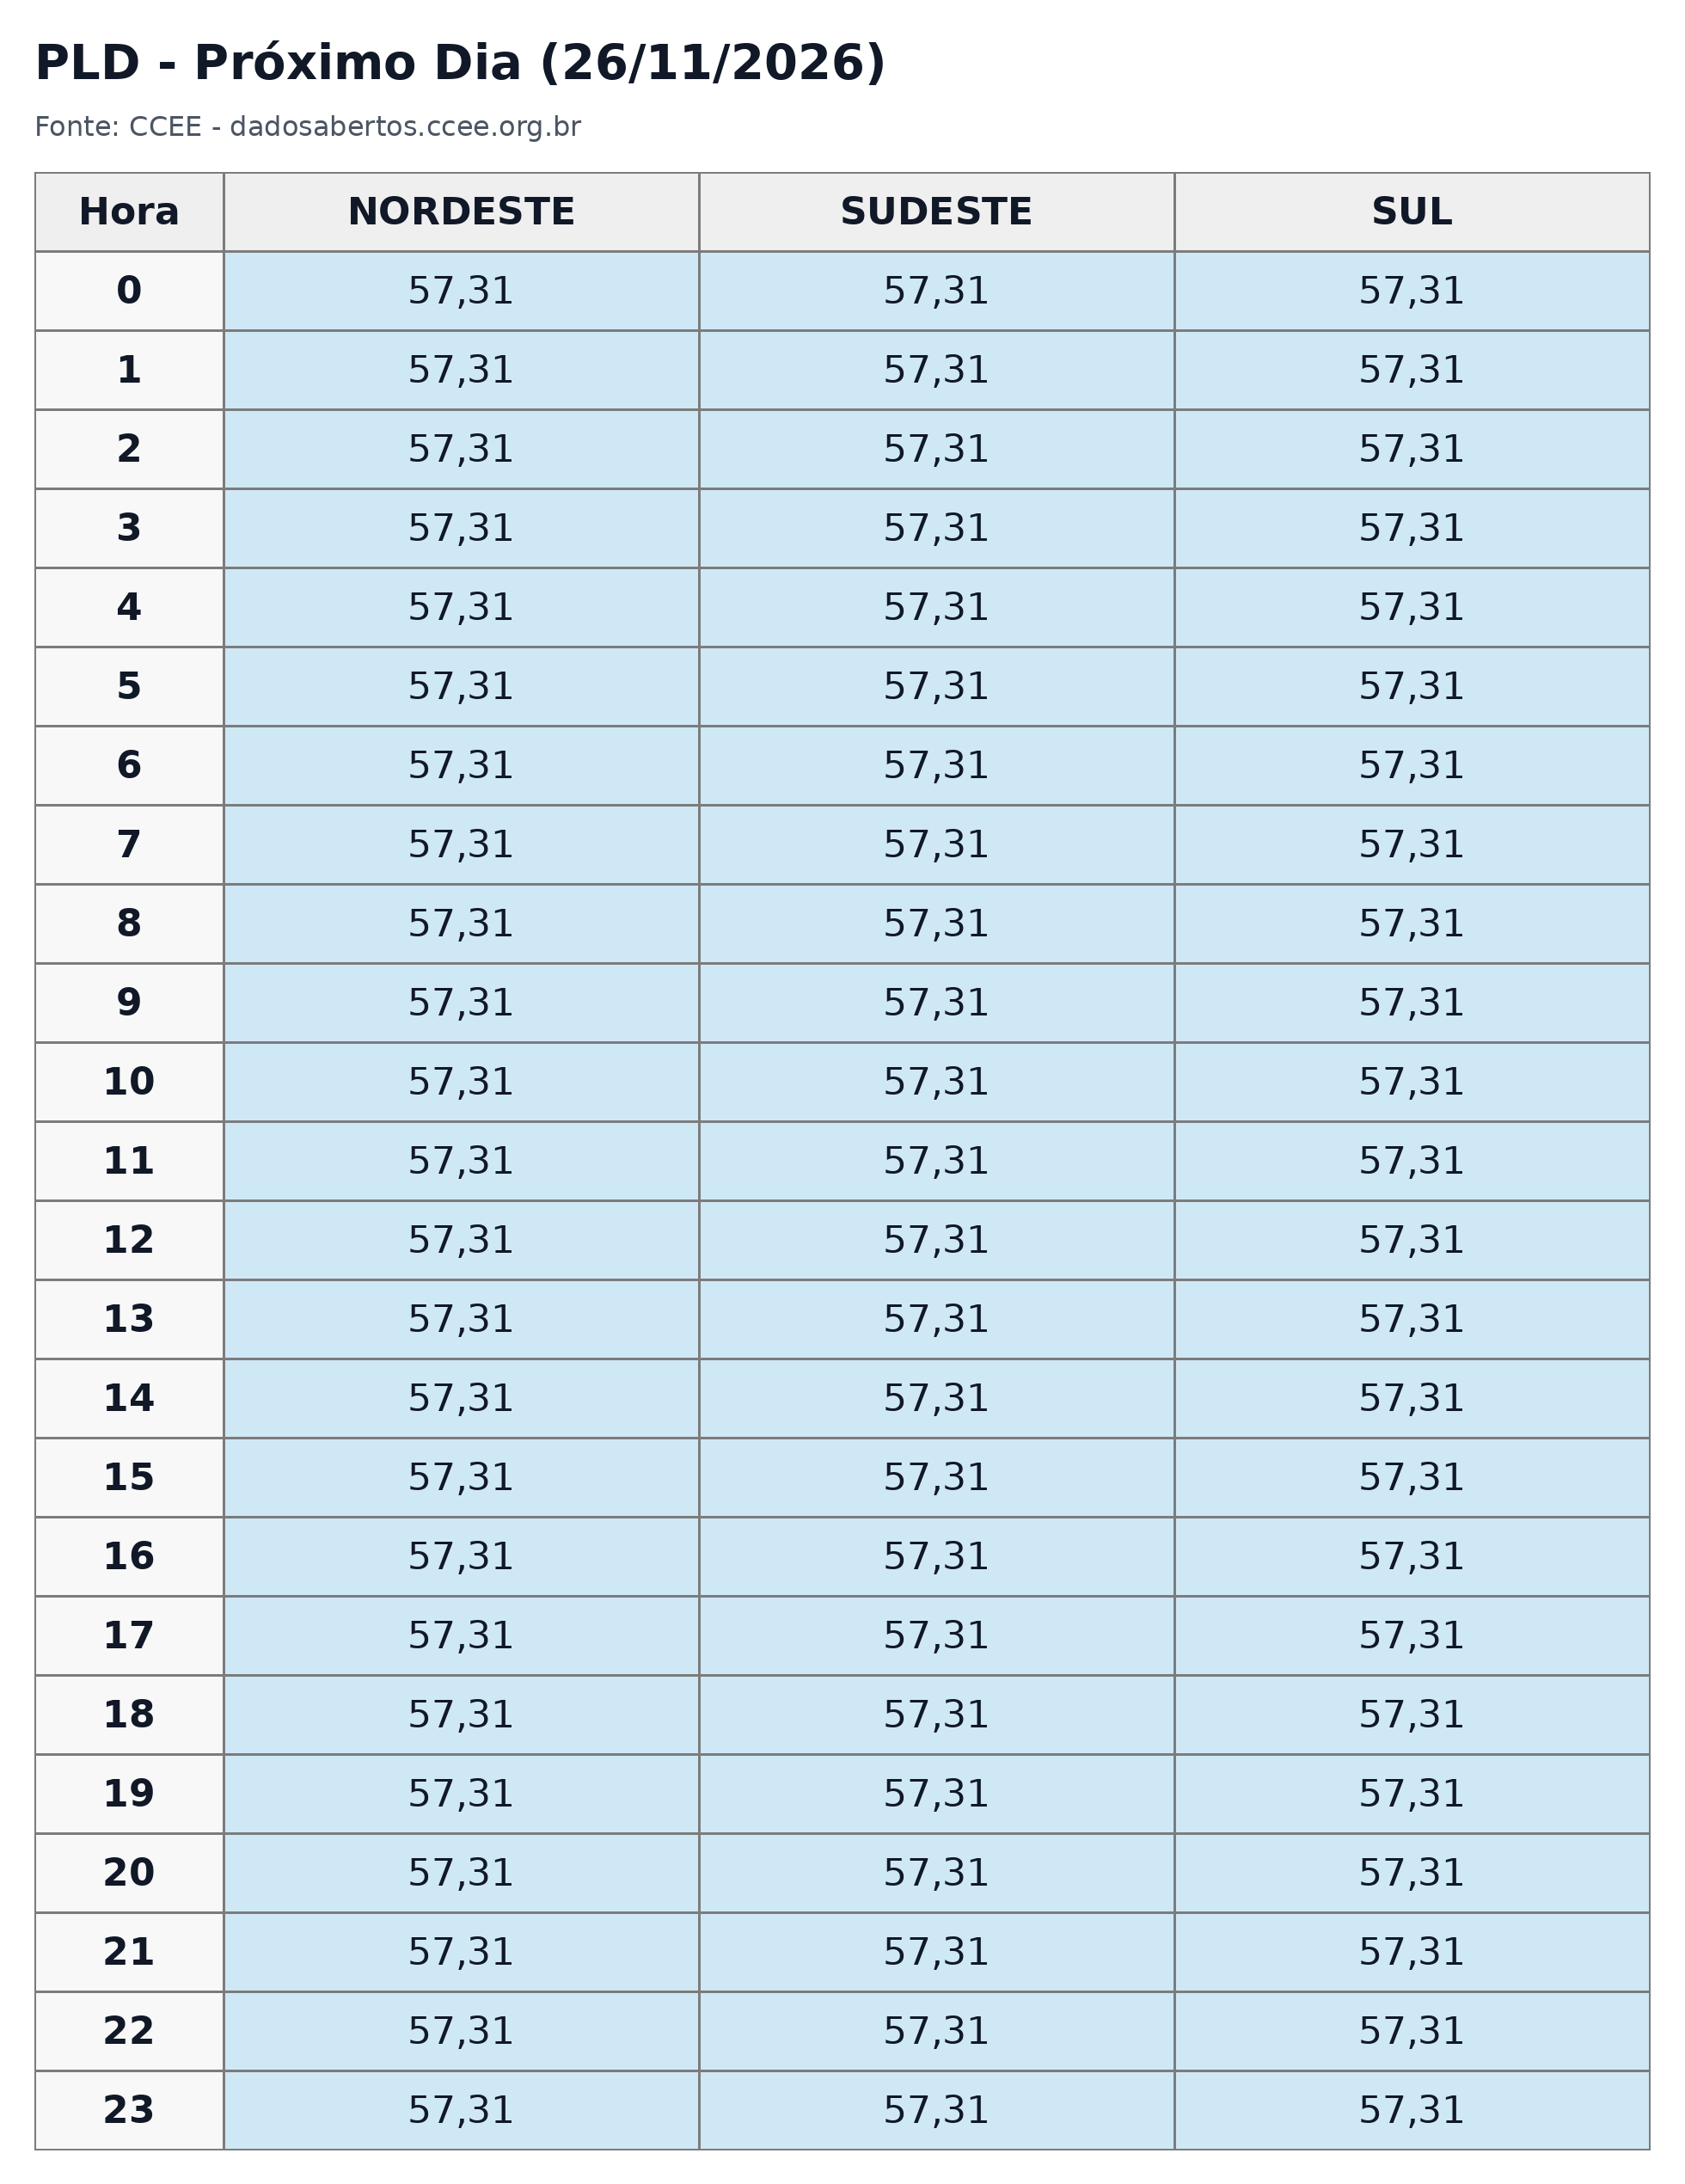 PLD - Próximo Dia (26/11/2026)
Fonte: CCEE - dadosabertos.ccee.org.br
Hora NORDESTE SUDESTE SUL
0 57,31 57,31 57,31
1 57,31 57,31 57,31
2 57,31 57,31 57,31
3 57,31 57,31 57,31
4 57,31 57,31 57,31
5 57,31 57,31 57,31
6 57,31 57,31 57,31
7 57,31 57,31 57,31
8 57,31 57,31 57,31
9 57,31 57,31 57,31
10 57,31 57,31 57,31
11 57,31 57,31 57,31
12 57,31 57,31 57,31
13 57,31 57,31 57,31
14 57,31 57,31 57,31
15 57,31 57,31 57,31
16 57,31 57,31 57,31
17 57,31 57,31 57,31
18 57,31 57,31 57,31
19 57,31 57,31 57,31
20 57,31 57,31 57,31
21 57,31 57,31 57,31
22 57,31 57,31 57,31
23 57,31 57,31 57,31